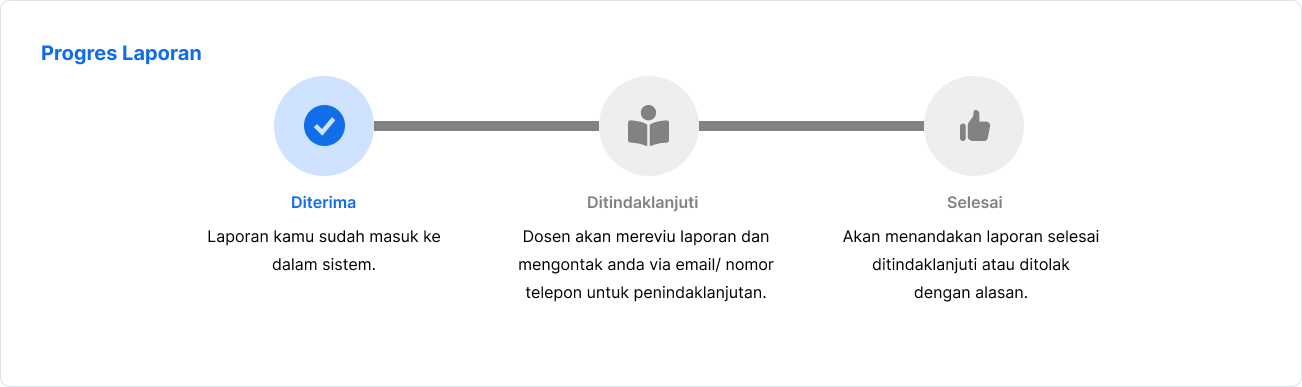 Progres Laporan
Diterima
Laporan kamu sudah masuk ke
dalam sistem.
Ditindaklanjuti
Dosen akan mereviu laporan dan
mengontak anda via email/ nomor
telepon untuk penindaklanjutan.
Selesai
Akan menandakan laporan selesai
ditindaklanjuti atau ditolak
dengan alasan.